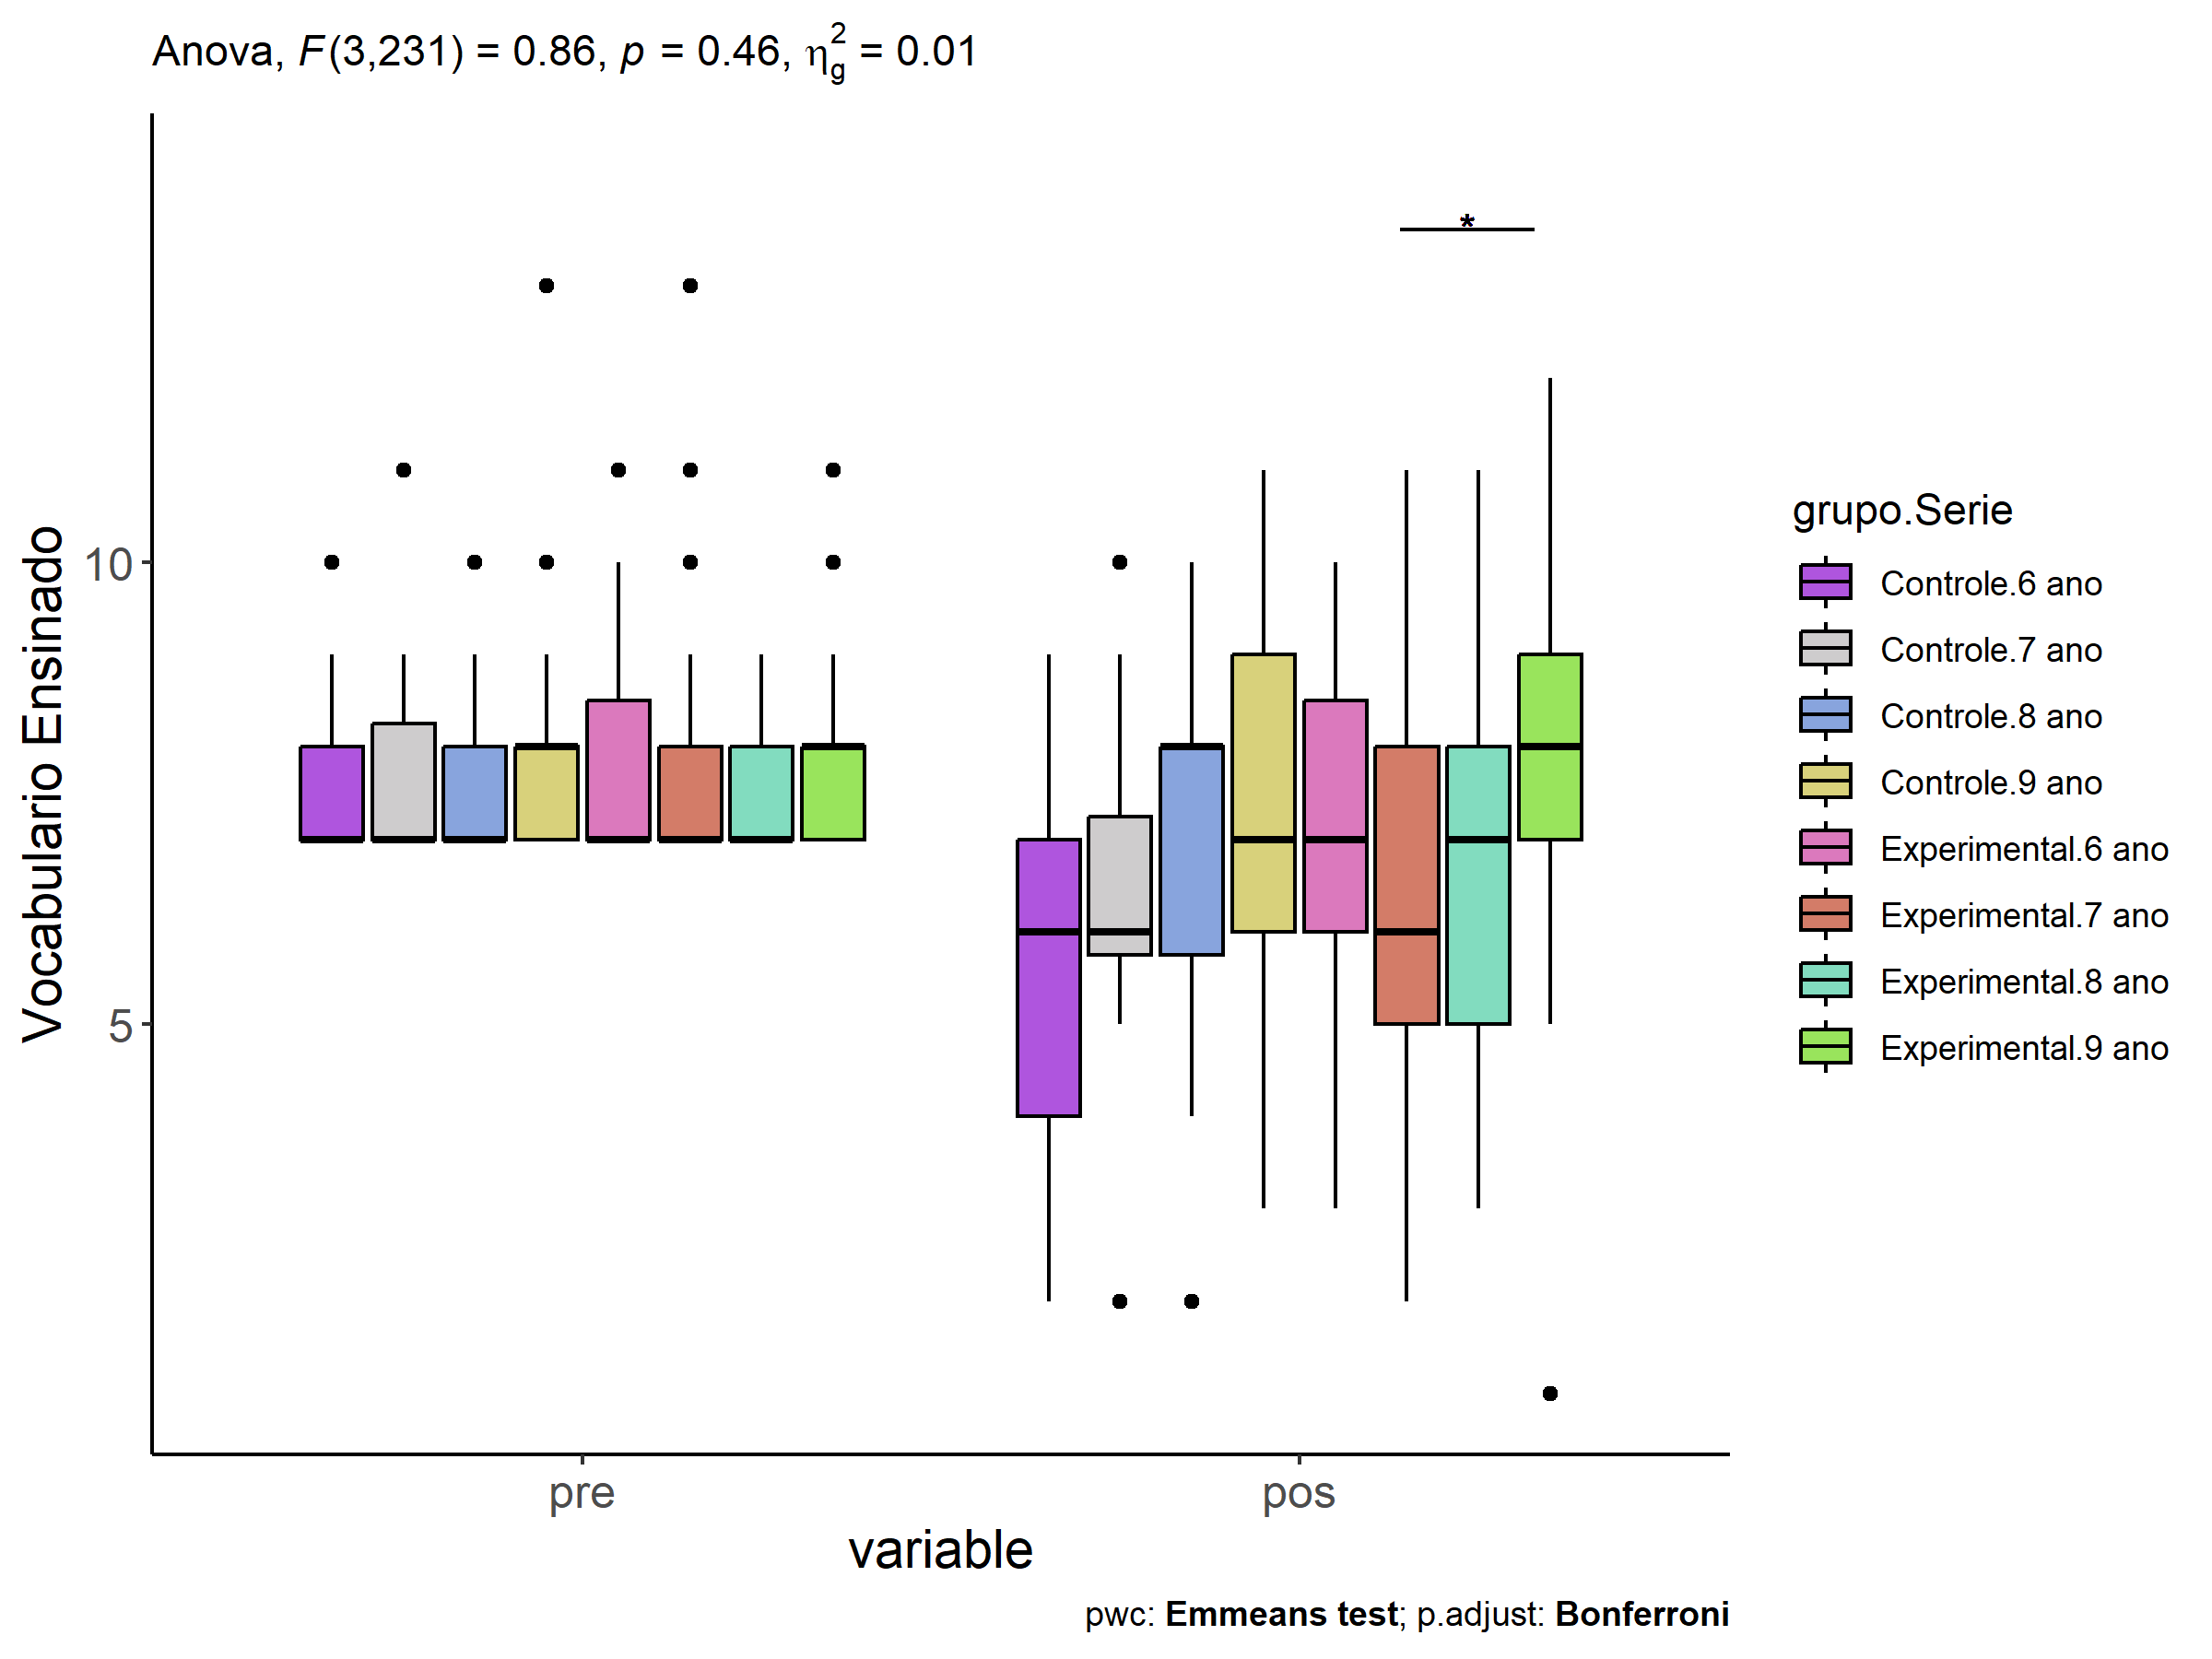 Anova, F(3,231) = 0.86, p = 0.46, η²g = 0.01
*
Vocabulario Ensinado
10
5
pre
pos
variable
grupo.Serie
Controle.6 ano
Controle.7 ano
Controle.8 ano
Controle.9 ano
Experimental.6 ano
Experimental.7 ano
Experimental.8 ano
Experimental.9 ano
pwc: Emmeans test; p.adjust: Bonferroni